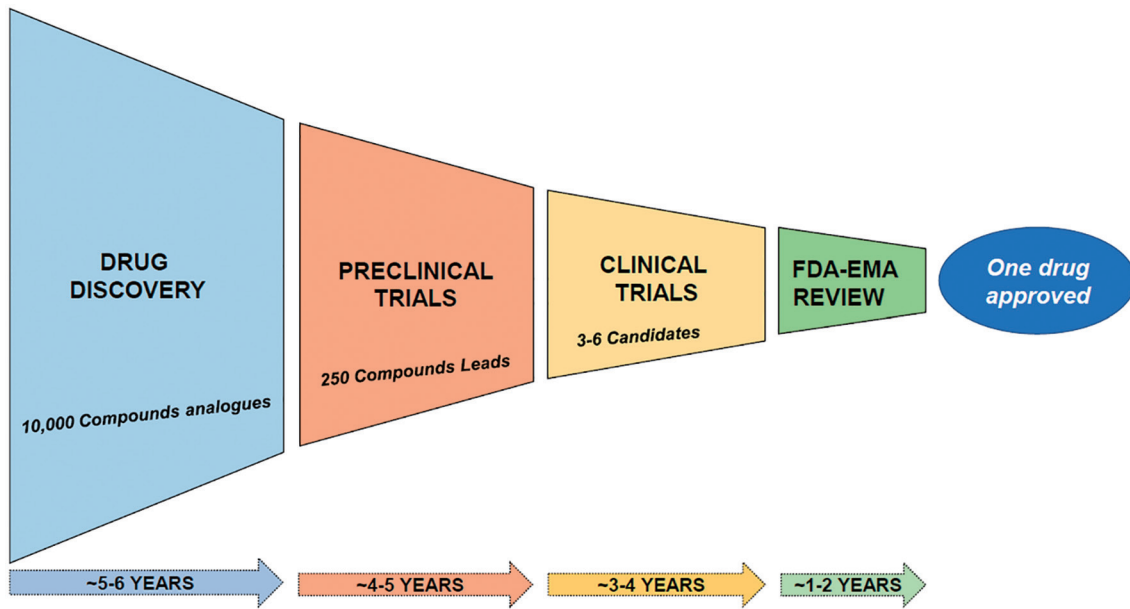 DRUG
DISCOVERY
10,000 Compounds analogues
PRECLINICAL
TRIALS
250 Compounds Leads
CLINICAL
TRIALS
3-6 Candidates
FDA-EMA
REVIEW
One drug
approved
~5-6 YEARS
~4-5 YEARS
~3-4 YEARS
~1-2 YEARS